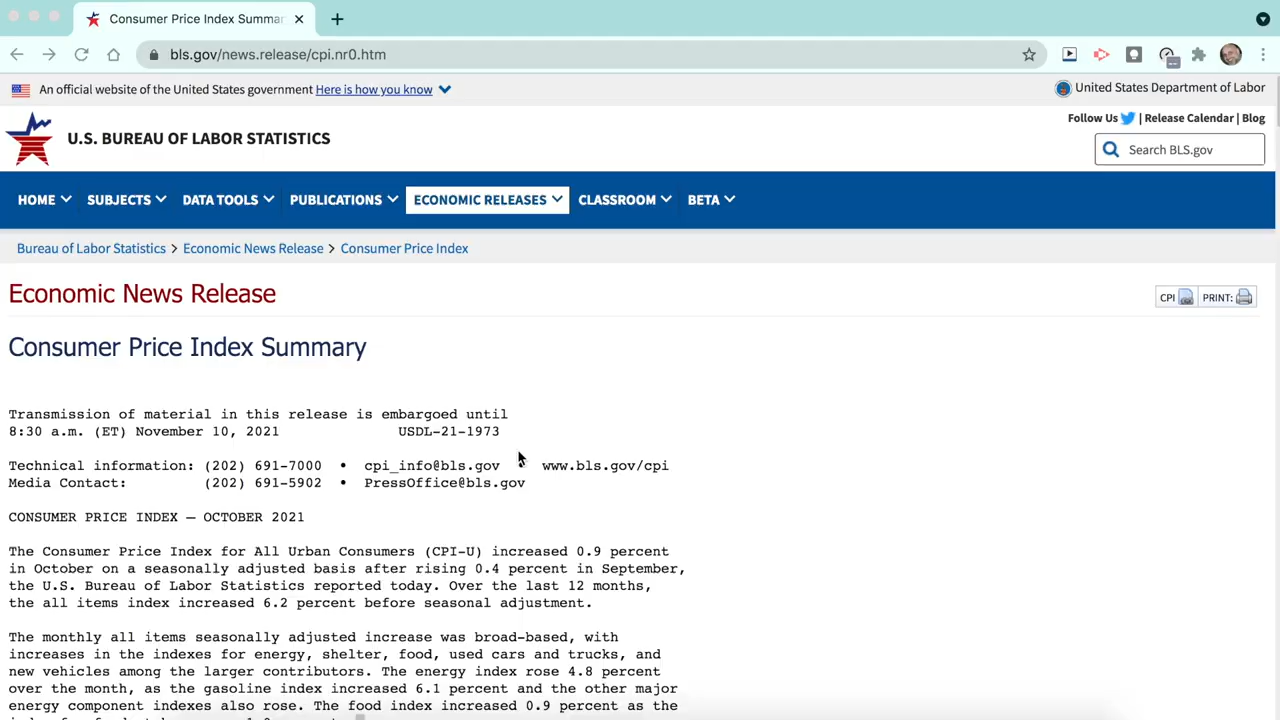 Consumer Price Index Summar
bls.gov/news.release/cpi.nr0.htm
An official website of the United States government Here is how you know
United States Department of Labor
Follow Us | Release Calendar | Blog
U.S. BUREAU OF LABOR STATISTICS
Search BLS.gov
HOME SUBJECTS DATA TOOLS PUBLICATIONS ECONOMIC RELEASES CLASSROOM BETA
Bureau of Labor Statistics > Economic News Release > Consumer Price Index
Economic News Release
CPI PRINT:
Consumer Price Index Summary
Transmission of material in this release is embargoed until
8:30 a.m. (ET) November 10, 2021 USDL-21-1973
Technical information: (202) 691-7000 • cpi_info@bls.gov www.bls.gov/cpi
Media Contact: (202) 691-5902 • PressOffice@bls.gov
CONSUMER PRICE INDEX – OCTOBER 2021
The Consumer Price Index for All Urban Consumers (CPI-U) increased 0.9 percent
in October on a seasonally adjusted basis after rising 0.4 percent in September,
the U.S. Bureau of Labor Statistics reported today. Over the last 12 months,
the all items index increased 6.2 percent before seasonal adjustment.
The monthly all items seasonally adjusted increase was broad-based, with
increases in the indexes for energy, shelter, food, used cars and trucks, and
new vehicles among the larger contributors. The energy index rose 4.8 percent
over the month, as the gasoline index increased 6.1 percent and the other major
energy component indexes also rose. The food index increased 0.9 percent as the